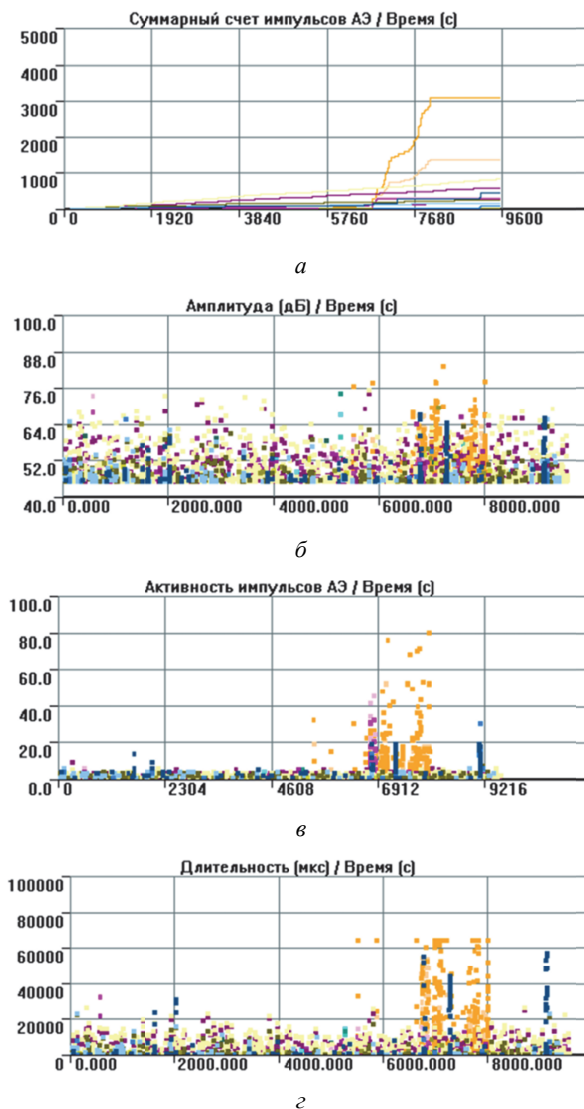 Суммарный счет импульсов АЭ / Время (с)
5000
4000
3000
2000
1000
0 0 1920 3840 5760 7680 9600
а
Амплитуда (дБ) / Время (с)
100.0
88.0
76.0
64.0
52.0
40.0 0.000 2000.000 4000.000 6000.000 8000.000
б
Активность импульсов АЭ / Время (с)
100.0
80.0
60.0
40.0
20.0
0.0 0 2304 4608 6912 9216
в
Длительность (мкс) / Время (с)
100000
80000
60000
40000
20000
0 0.000 2000.000 4000.000 6000.000 8000.000
г